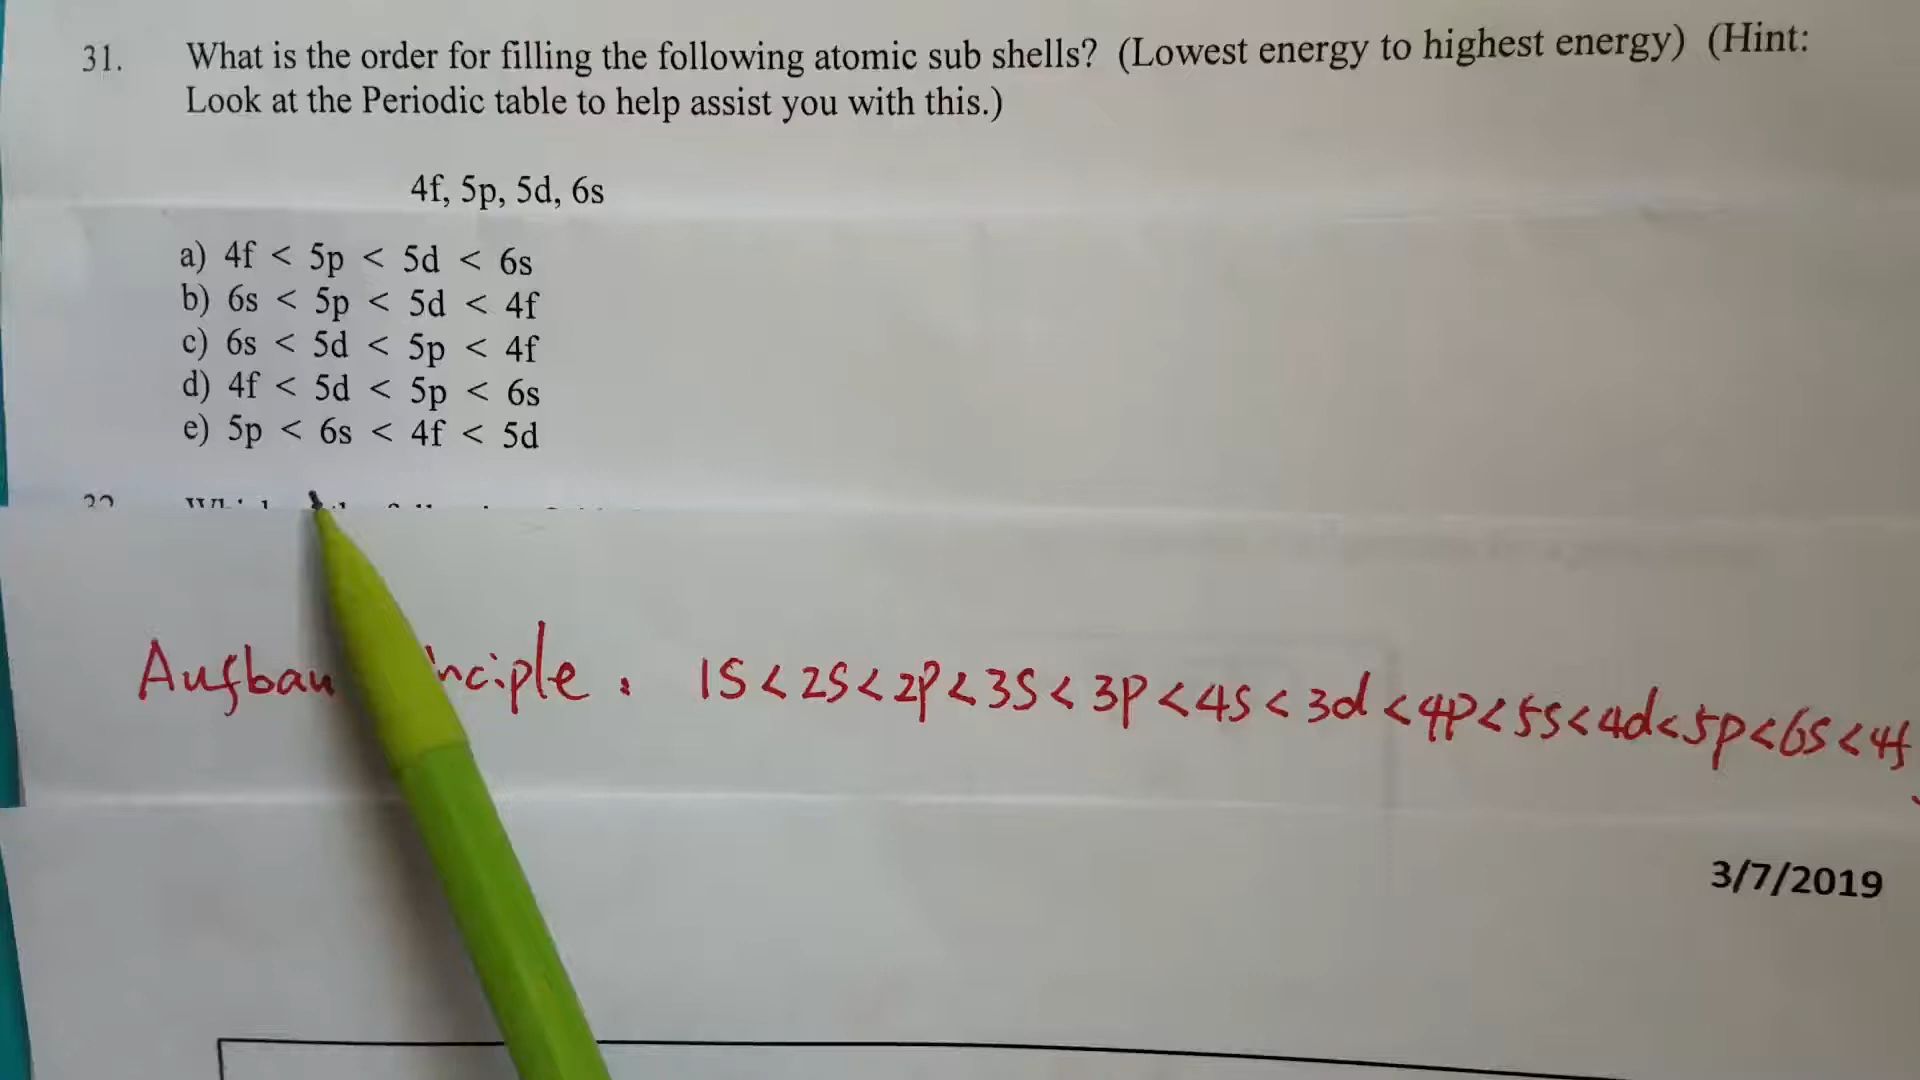 31. What is the order for filling the following atomic sub shells? (Lowest energy to highest energy) (Hint:
Look at the Periodic table to help assist you with this.)
4f, 5p, 5d, 6s
a) 4f < 5p < 5d < 6s
b) 6s < 5p < 5d < 4f
c) 6s < 5d < 5p < 4f
d) 4f < 5d < 5p < 6s
e) 5p < 6s < 4f < 5d
Aufbau : 1S < 2S < 2p < 3S < 3p < 4s < 3d < 4p < 5s < 4d < 5p < 6s < 4f
3/7/2019